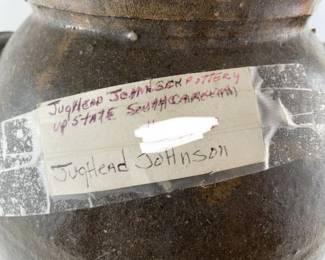 JugHead Johnson Pottery
UPSTATE SOUTH CAROLINA
JugHead Johnson